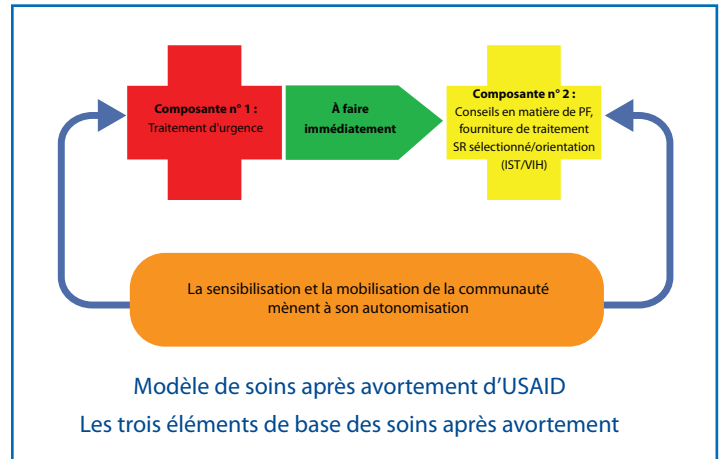 Composante n° 1 :
Traitement d'urgence
À faire
immédiatement
Composante n° 2 :
Conseils en matière de PF,
fourniture de traitement
SR sélectionné/orientation
(IST/VIH)
La sensibilisation et la mobilisation de la communauté
mènent à son autonomisation
Modèle de soins après avortement d’USAID
Les trois éléments de base des soins après avortement